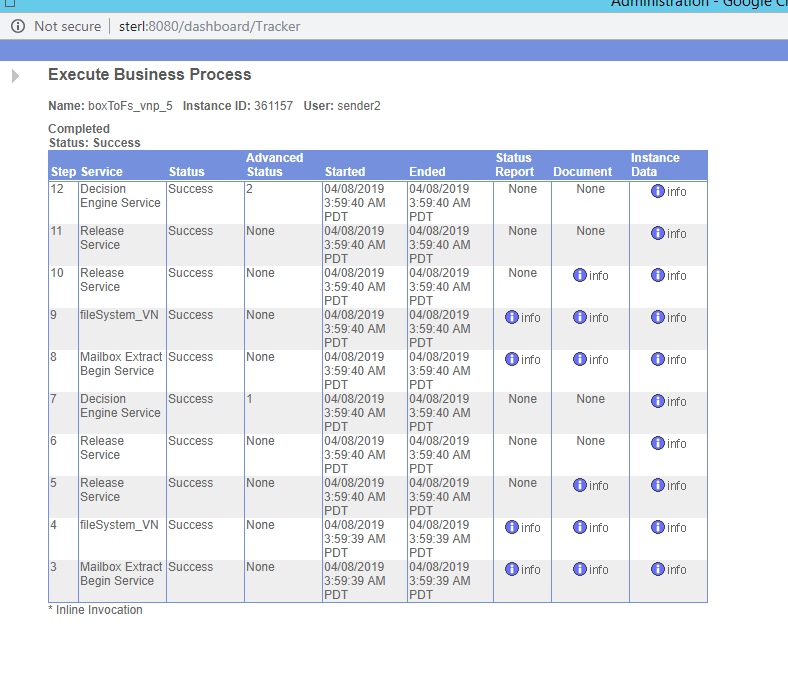 Administration - Google Ch
Not secure | sterl:8080/dashboard/Tracker
Execute Business Process
Name: boxToFs_vnp_5 Instance ID: 361157 User: sender2
Completed
Status: Success
Step Service Status Advanced Status Started Ended Status Report Document Instance Data
12 Decision Engine Service Success 2 04/08/2019 3:59:40 AM PDT 04/08/2019 3:59:40 AM PDT None None info
11 Release Service Success None 04/08/2019 3:59:40 AM PDT 04/08/2019 3:59:40 AM PDT None None info
10 Release Service Success None 04/08/2019 3:59:40 AM PDT 04/08/2019 3:59:40 AM PDT None info info
9 fileSystem_VN Success None 04/08/2019 3:59:40 AM PDT 04/08/2019 3:59:40 AM PDT info info info
8 Mailbox Extract Begin Service Success None 04/08/2019 3:59:40 AM PDT 04/08/2019 3:59:40 AM PDT info info info
7 Decision Engine Service Success 1 04/08/2019 3:59:40 AM PDT 04/08/2019 3:59:40 AM PDT None None info
6 Release Service Success None 04/08/2019 3:59:40 AM PDT 04/08/2019 3:59:40 AM PDT None None info
5 Release Service Success None 04/08/2019 3:59:40 AM PDT 04/08/2019 3:59:40 AM PDT None info info
4 fileSystem_VN Success None 04/08/2019 3:59:39 AM PDT 04/08/2019 3:59:39 AM PDT info info info
3 Mailbox Extract Begin Service Success None 04/08/2019 3:59:39 AM PDT 04/08/2019 3:59:39 AM PDT info info info
* Inline Invocation